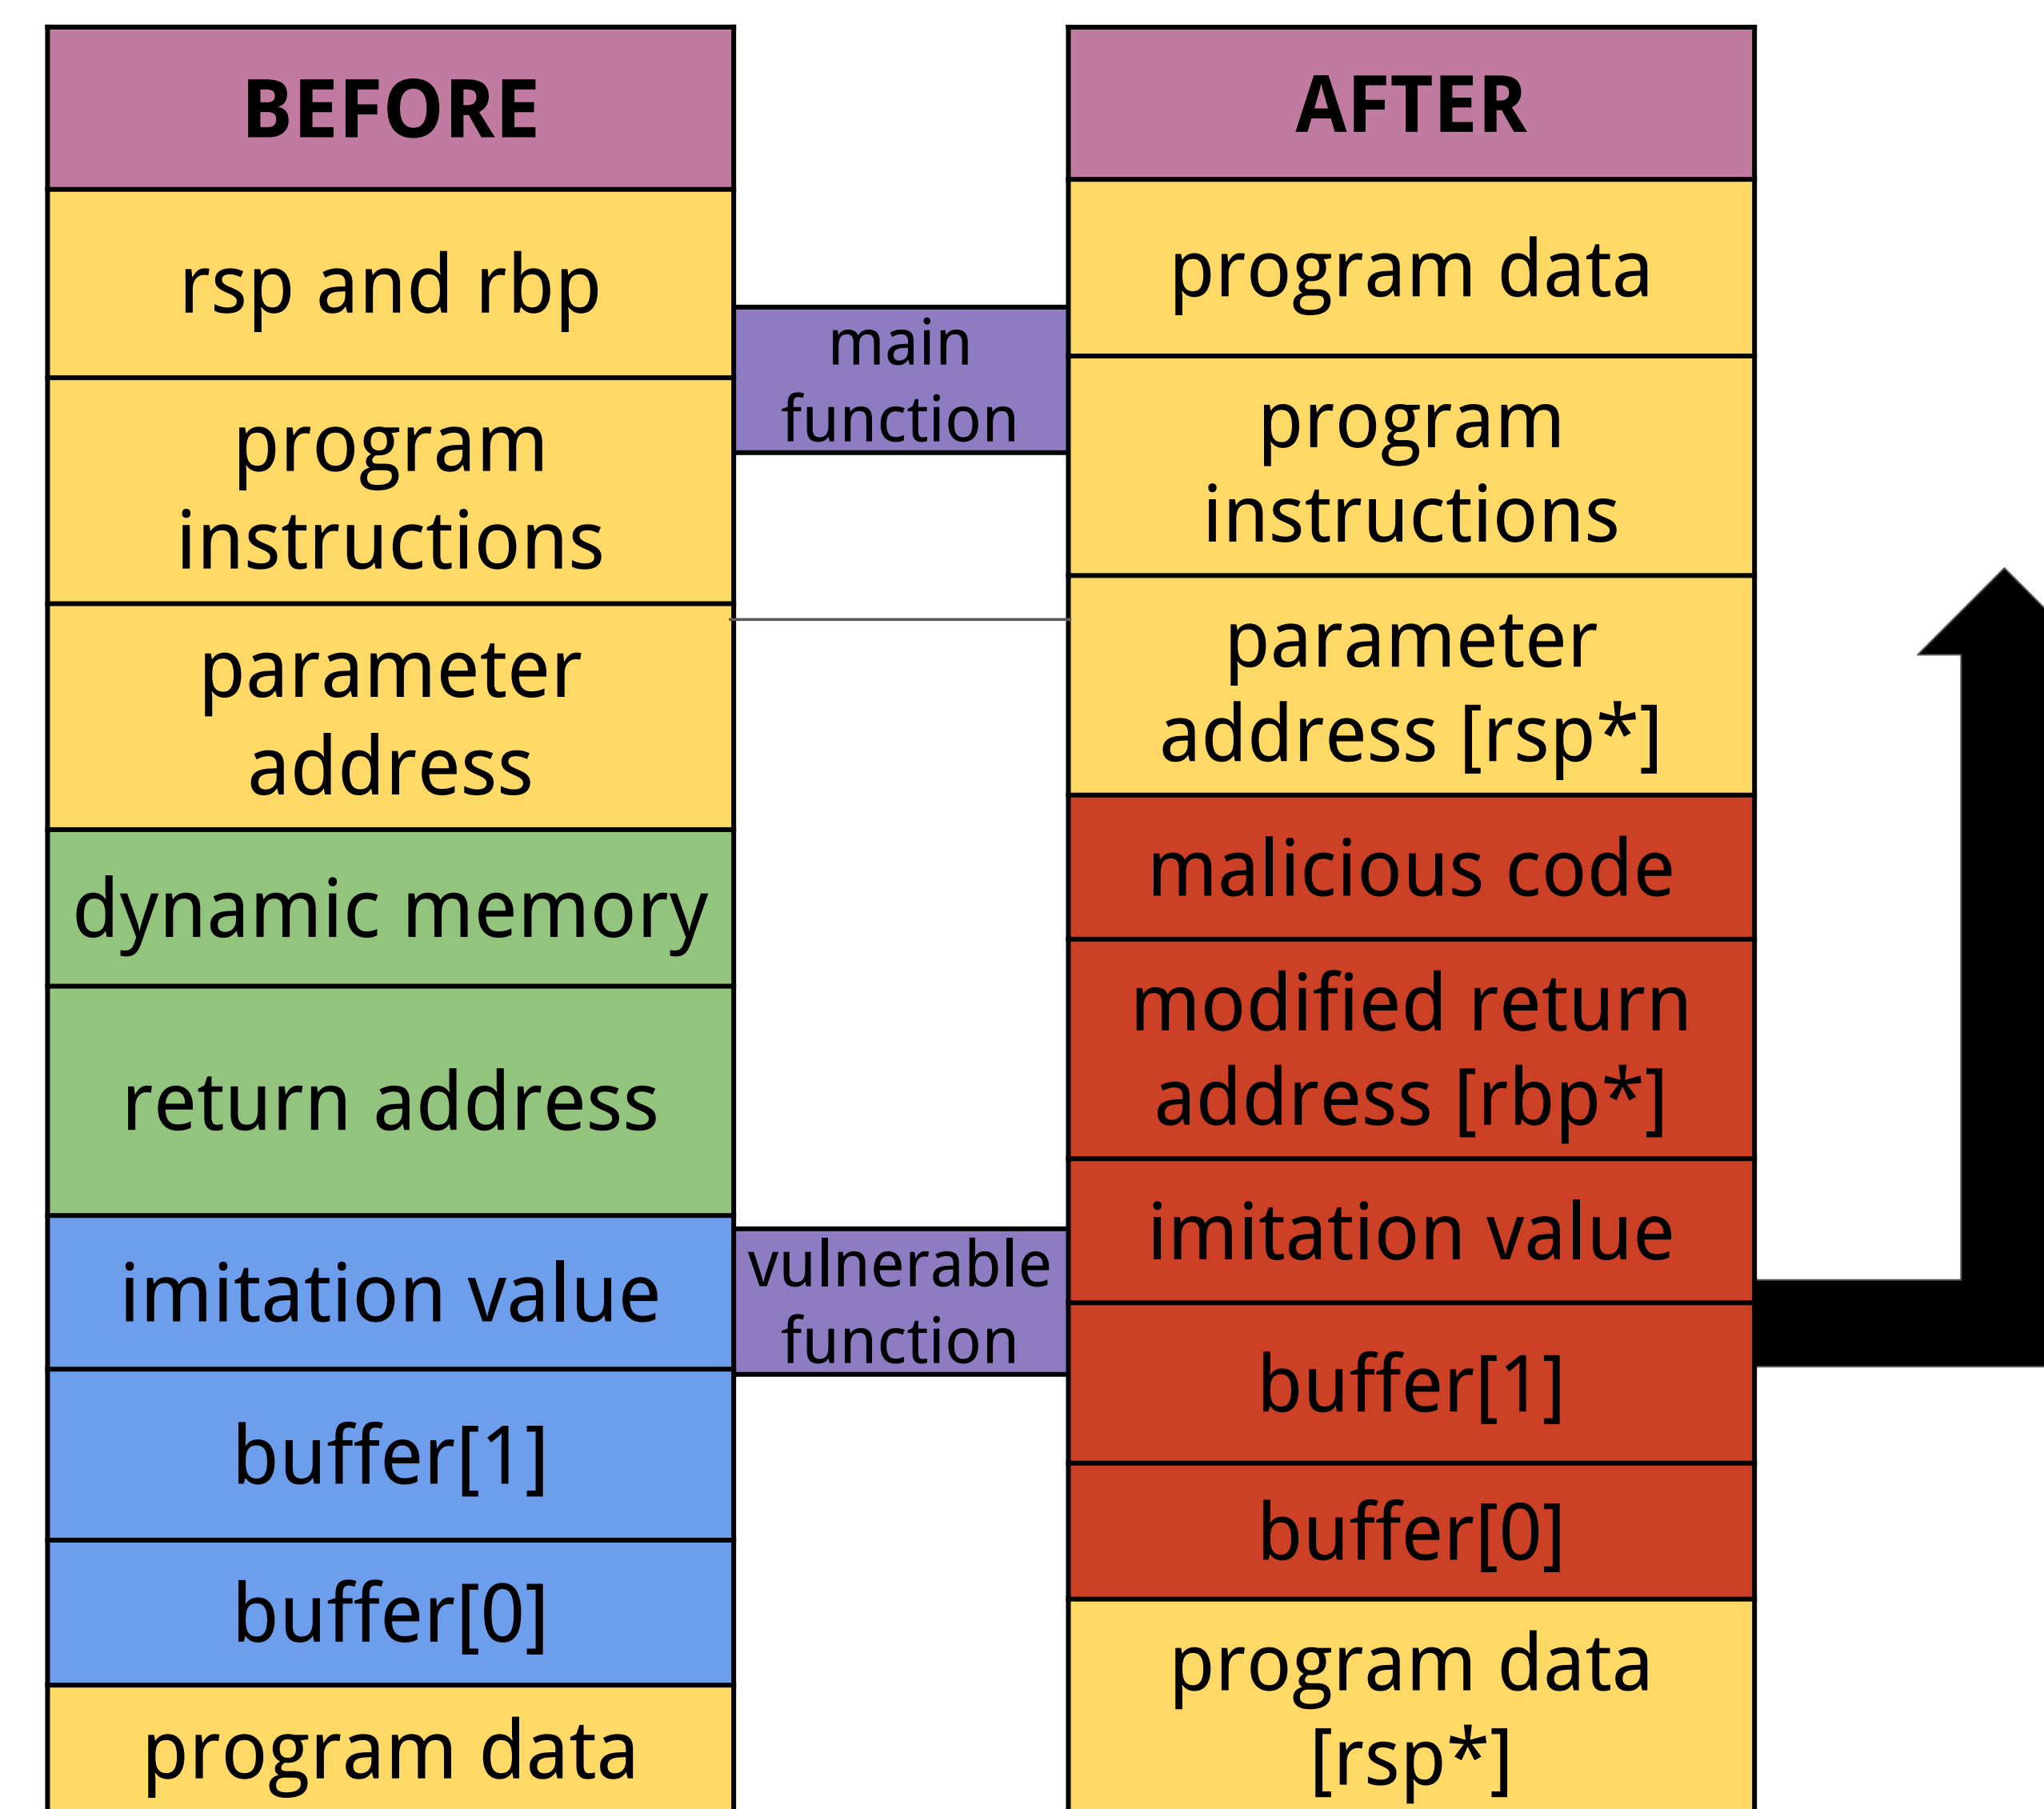 BEFORE
rsp and rbp
program
instructions
parameter
address
dynamic memory
return address
imitation value
buffer[1]
buffer[0]
program data
main
function
vulnerable
function
AFTER
program data
program
instructions
parameter
address [rsp*]
malicious code
modified return
address [rbp*]
imitation value
buffer[1]
buffer[0]
program data
[rsp*]